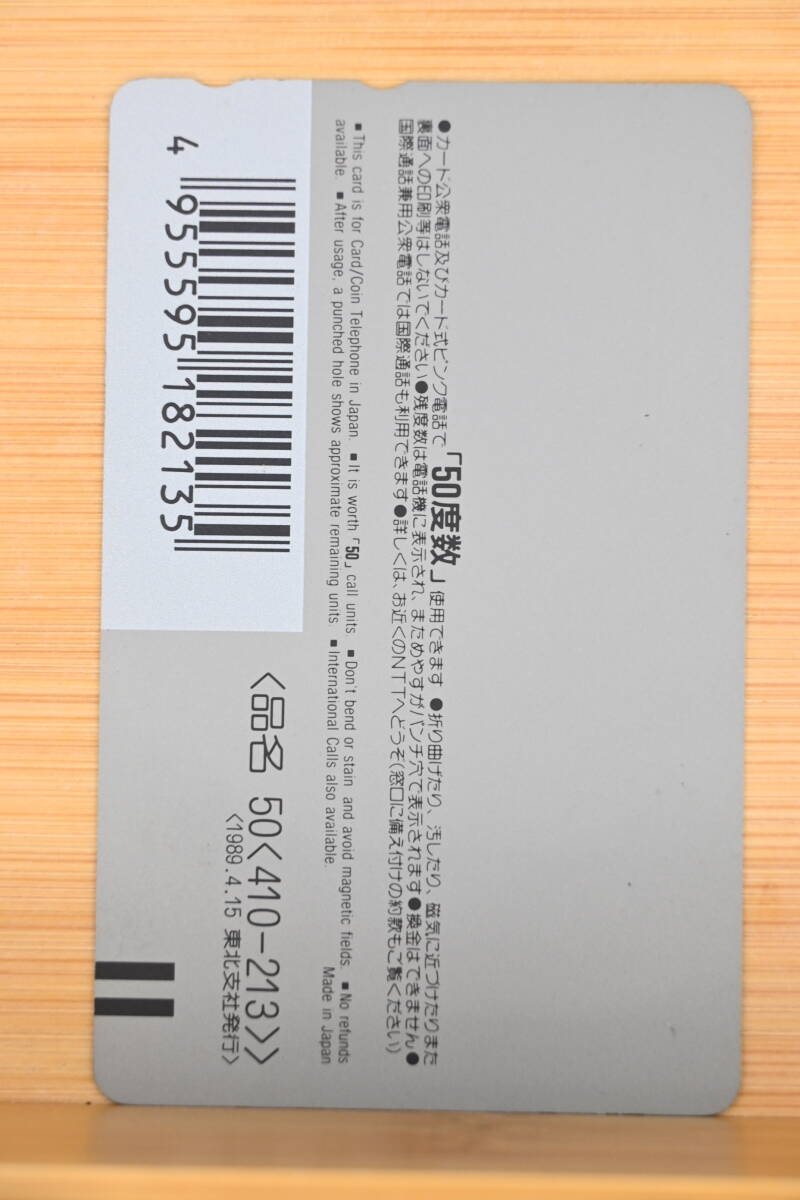 ●カード公衆電話及びカード式ピンク電話で「50度数」使用できます ●折り曲げたり、汚したり、磁気に近づけたりまた
裏面への印刷等はしないでください●残度数は電話機に表示され、まためやすがパンチ穴で表示されます●換金はできません●
国際通話兼用公衆電話では国際通話も利用できます●詳しくは、お近くのNTTへどうぞ(窓口に備え付けの約款もご覧ください)
■This card is for Card/Coin Telephone in Japan. ■It is worth「50」call units. ■Don't bend or stain and avoid magnetic fields. ■No refunds
available. ■After usage, a punched hole shows approximate remaining units. ■International Calls also available.
Made in Japan
4 955595 182135
〈品名 50〈410-213〉〉
〈1989.4.15 東北支社発行〉